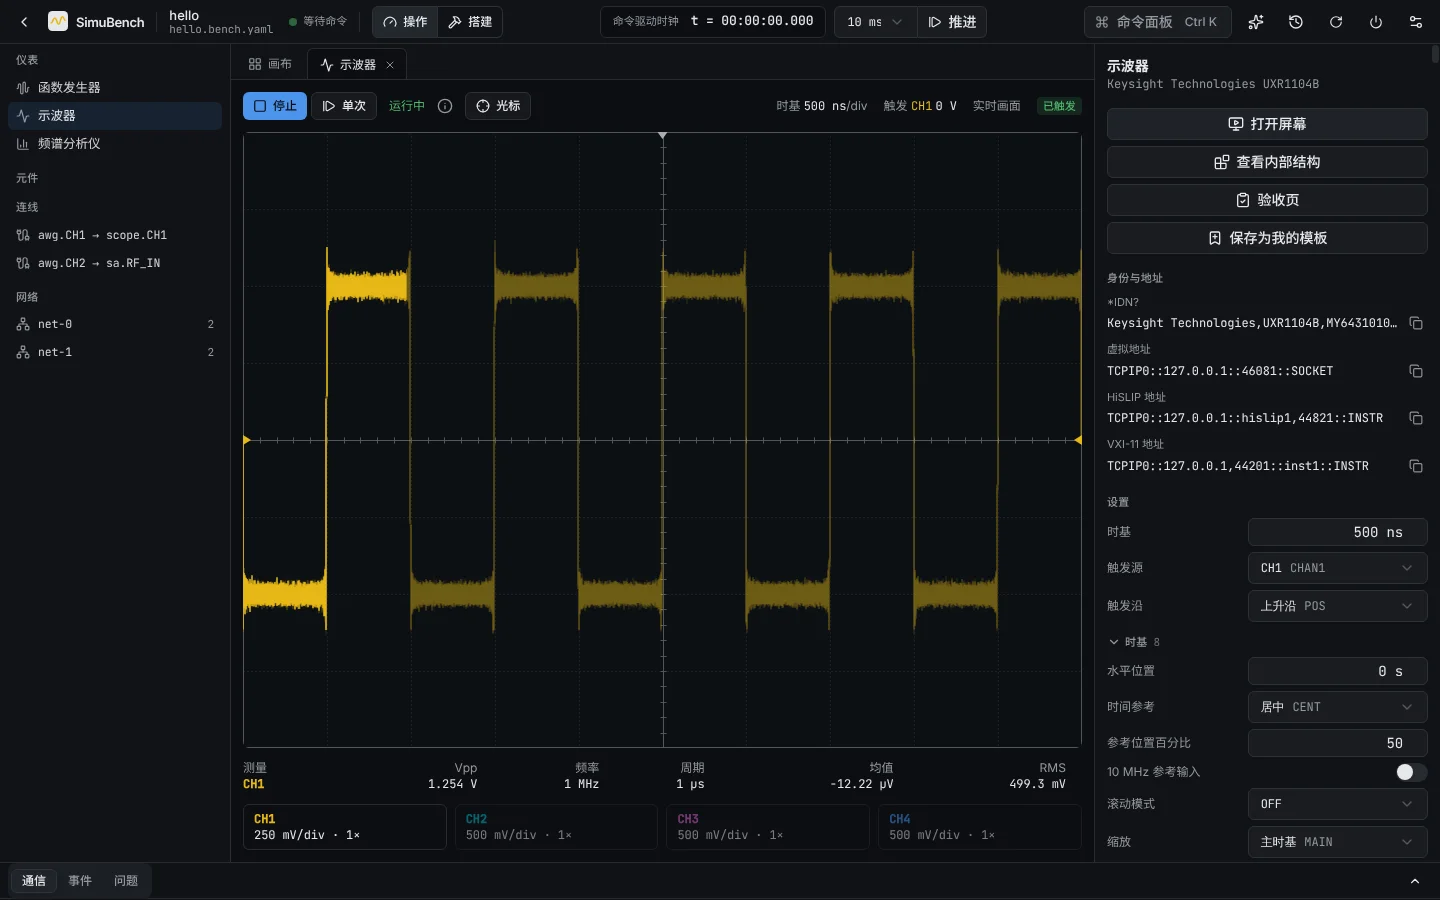 SimuBench
hello
hello.bench.yaml
等待命令
操作
搭建
命令驱动时钟 t = 00:00:00.000
10 ms
推进
命令面板 Ctrl K
仪表
函数发生器
示波器
频谱分析仪
元件
连线
awg.CH1 → scope.CH1
awg.CH2 → sa.RF_IN
网络
net-0 2
net-1 2
画布
示波器
停止
单次
运行中
光标
时基 500 ns/div
触发 CH1 0 V
实时画面
已触发
测量 Vpp 频率 周期 均值 RMS
CH1 1.254 V 1 MHz 1 µs -12.22 µV 499.3 mV
CH1
250 mV/div · 1×
CH2
500 mV/div · 1×
CH3
500 mV/div · 1×
CH4
500 mV/div · 1×
示波器
Keysight Technologies UXR1104B
打开屏幕
查看内部结构
验收页
保存为我的模板
身份与地址
*IDN?
Keysight Technologies,UXR1104B,MY6431010…
虚拟地址
TCPIP0::127.0.0.1::46081::SOCKET
HiSLIP 地址
TCPIP0::127.0.0.1::hislip1,44821::INSTR
VXI-11 地址
TCPIP0::127.0.0.1,44201::inst1::INSTR
设置
时基 500 ns
触发源 CH1 CHAN1
触发沿 上升沿 POS
时基 8
水平位置 0 s
时间参考 居中 CENT
参考位置百分比 50
10 MHz 参考输入
滚动模式 OFF
缩放 主时基 MAIN
通信
事件
问题